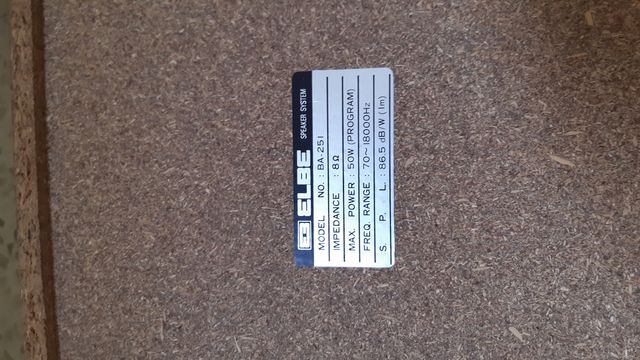 ELBE SPEAKER SYSTEM
MODEL NO. : BA-251
IMPEDANCE : 8Ω
MAX. POWER : 50W (PROGRAM)
FREQ. RANGE : 70~18000Hz
S. P. L. : 86.5 dB/W (1m)